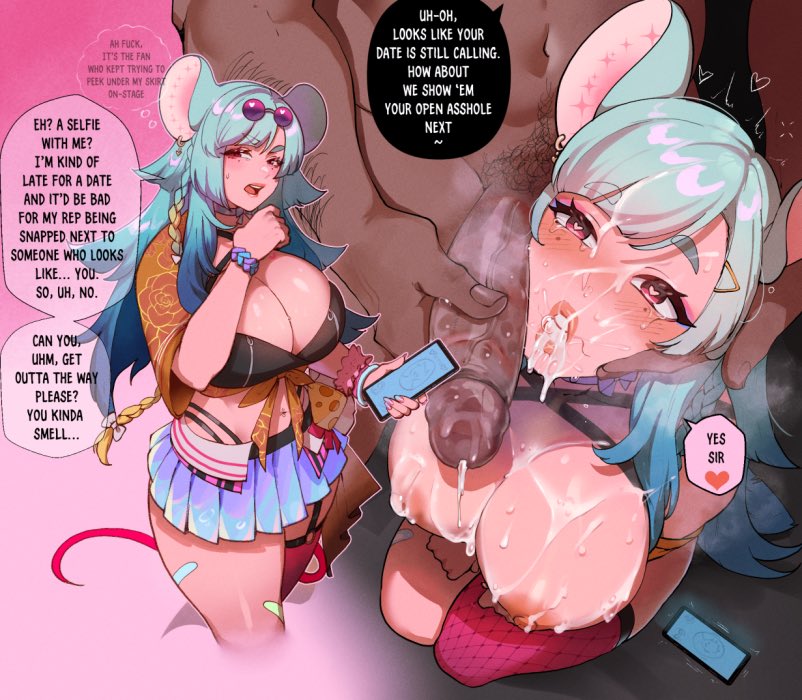 AH FUCK,
IT'S THE FAN
WHO KEPT TRYING TO
PEEK UNDER MY SKIRT
ON-STAGE
EH? A SELFIE
WITH ME?
I'M KIND OF
LATE FOR A DATE
AND IT'D BE BAD
FOR MY REP BEING
SNAPPED NEXT TO
SOMEONE WHO LOOKS
LIKE... YOU.
SO, UH, NO.
CAN YOU,
UHM, GET
OUTTA THE WAY
PLEASE?
YOU KINDA
SMELL...
UH-OH,
LOOKS LIKE YOUR
DATE IS STILL CALLING.
HOW ABOUT
WE SHOW 'EM
YOUR OPEN ASSHOLE
NEXT
~
YES
SIR